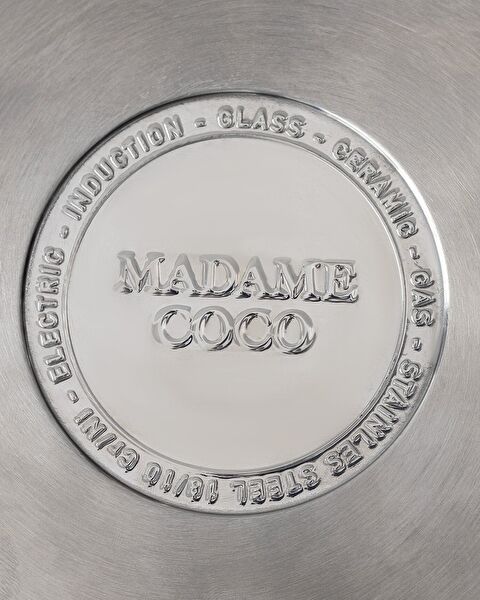 MADAME
COCO
ELECTRIC - INDUCTION - GLASS - CERAMIC - GAS - STAINLES STEEL 18/10 Cr/Ni -